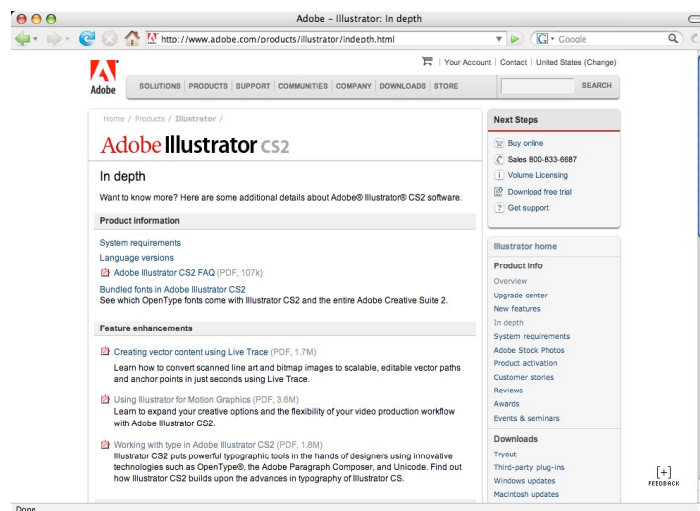 Adobe – Illustrator: In depth
http://www.adobe.com/products/illustrator/indepth.html
Google
Your Account | Contact | United States (Change)
Adobe
SOLUTIONS | PRODUCTS | SUPPORT | COMMUNITIES | COMPANY | DOWNLOADS | STORE
SEARCH
Home / Products / Illustrator /
Adobe Illustrator CS2
In depth
Want to know more? Here are some additional details about Adobe® Illustrator® CS2 software.
Product information
System requirements
Language versions
Adobe Illustrator CS2 FAQ (PDF, 107k)
Bundled fonts in Adobe Illustrator CS2
See which OpenType fonts come with Illustrator CS2 and the entire Adobe Creative Suite 2.
Feature enhancements
Creating vector content using Live Trace (PDF, 1.7M)
Learn how to convert scanned line art and bitmap images to scalable, editable vector paths
and anchor points in just seconds using Live Trace.
Using Illustrator for Motion Graphics (PDF, 3.6M)
Learn to expand your creative options and the flexibility of your video production workflow
with Adobe Illustrator CS2.
Working with type in Adobe Illustrator CS2 (PDF, 1.8M)
Illustrator CS2 puts powerful typographic tools in the hands of designers using innovative
technologies such as OpenType®, the Adobe Paragraph Composer, and Unicode. Find out
how Illustrator CS2 builds upon the advances in typography of Illustrator CS.
Next Steps
Buy online
Sales 800-833-6687
Volume Licensing
Download free trial
Get support
Illustrator home
Product Info
Overview
Upgrade center
New features
In depth
System requirements
Adobe Stock Photos
Product activation
Customer stories
Reviews
Awards
Events & seminars
Downloads
Tryout
Third-party plug-ins
Windows updates
Macintosh updates
[+]
FEEDBACK
Done